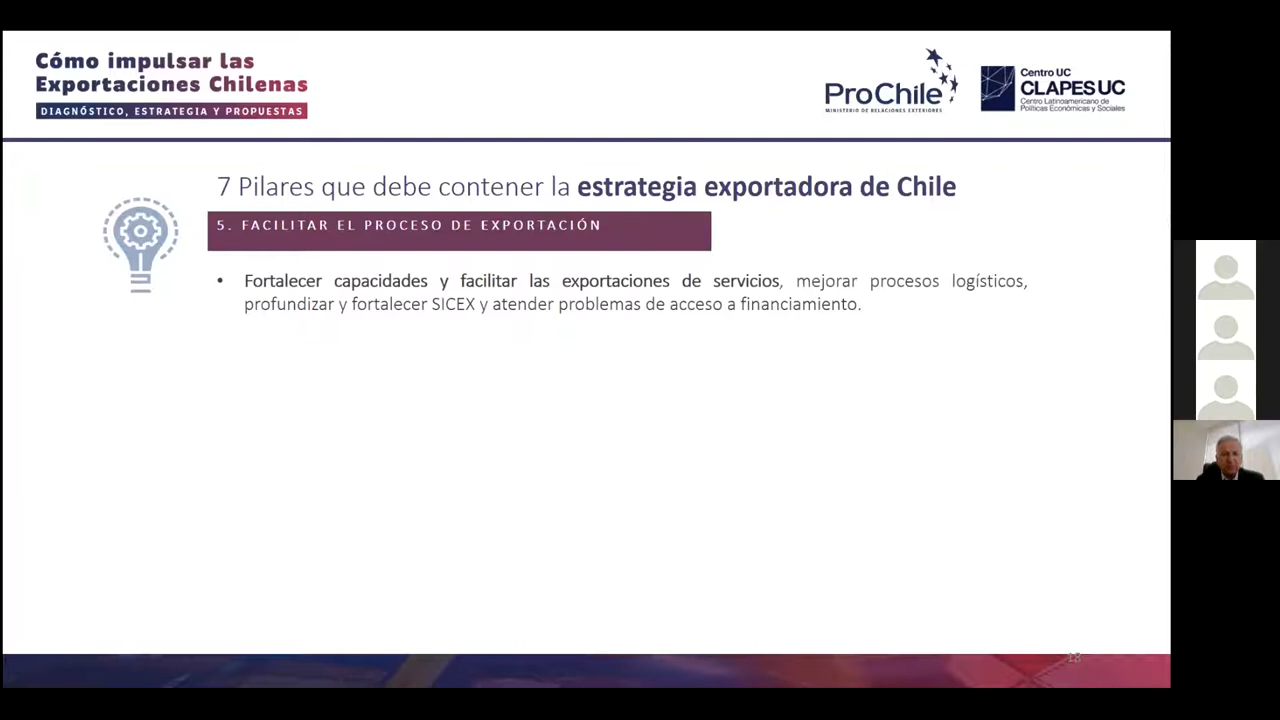 Cómo impulsar las
Exportaciones Chilenas
DIAGNÓSTICO, ESTRATEGIA Y PROPUESTAS
ProChile
MINISTERIO DE RELACIONES EXTERIORES
Centro UC
CLAPES UC
Centro Latinoamericano de
Políticas Económicas y Sociales
7 Pilares que debe contener la estrategia exportadora de Chile
5. FACILITAR EL PROCESO DE EXPORTACIÓN
• Fortalecer capacidades y facilitar las exportaciones de servicios, mejorar procesos logísticos,
profundizar y fortalecer SICEX y atender problemas de acceso a financiamiento.
18